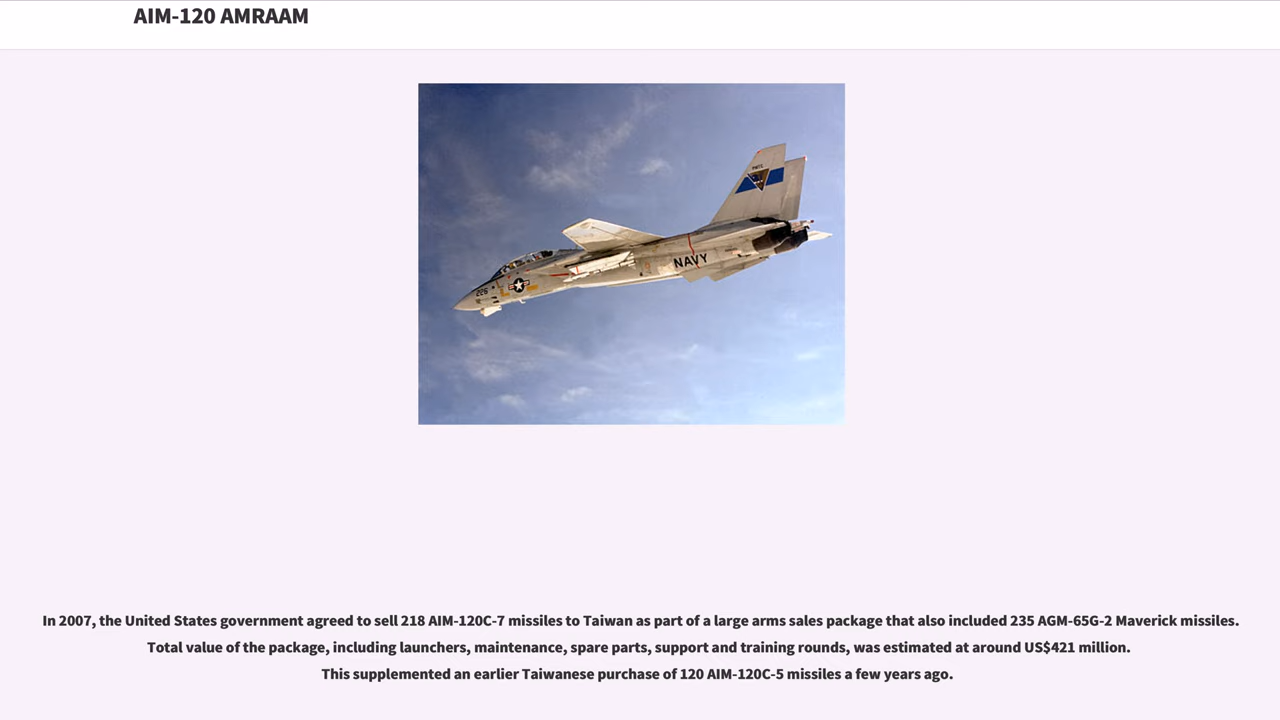 AIM-120 AMRAAM
NAVY
226
In 2007, the United States government agreed to sell 218 AIM-120C-7 missiles to Taiwan as part of a large arms sales package that also included 235 AGM-65G-2 Maverick missiles.
Total value of the package, including launchers, maintenance, spare parts, support and training rounds, was estimated at around US$421 million.
This supplemented an earlier Taiwanese purchase of 120 AIM-120C-5 missiles a few years ago.